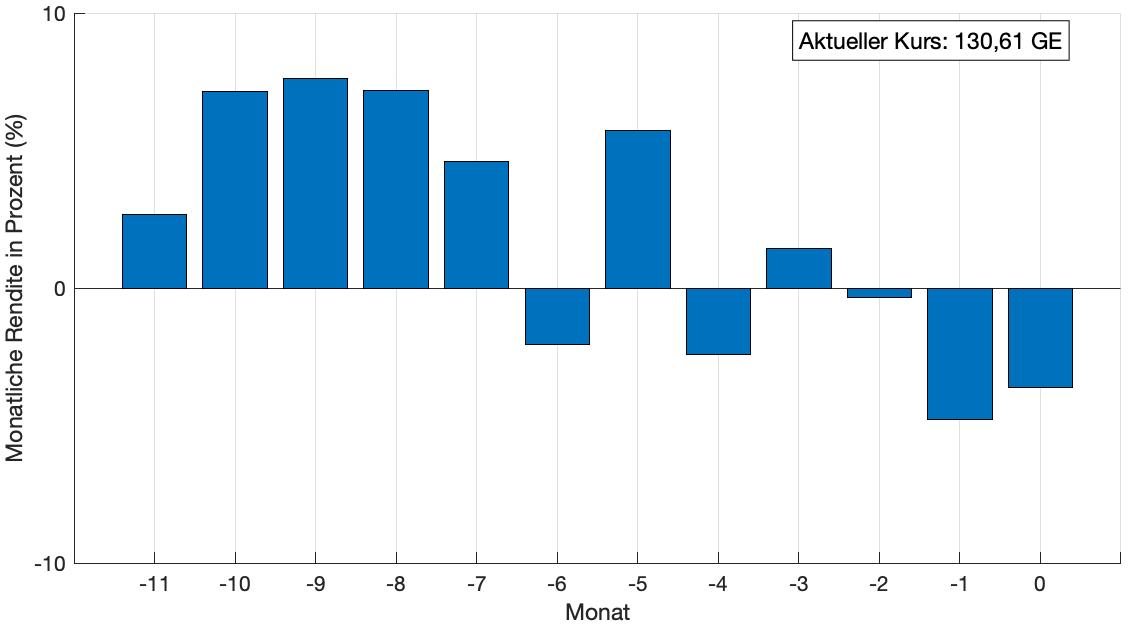 10
Aktueller Kurs: 130,61 GE
Monatliche Rendite in Prozent (%)
0
-10
-11 -10 -9 -8 -7 -6 -5 -4 -3 -2 -1 0
Monat